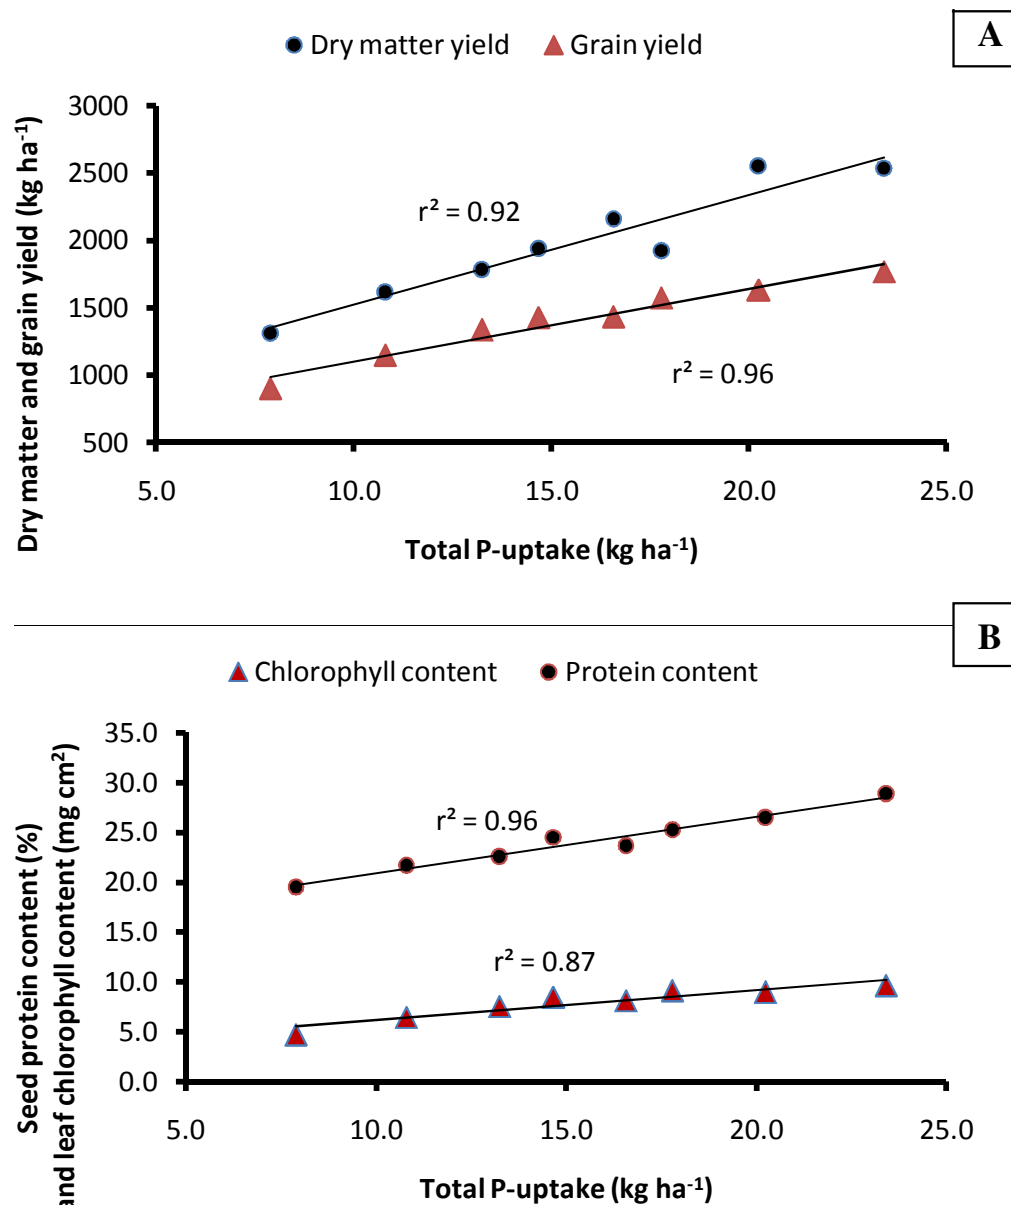 A
Dry matter yield Grain yield
Dry matter and grain yield (kg ha⁻¹)
3000
2500
2000
1500
1000
500
r² = 0.92
r² = 0.96
5.0 10.0 15.0 20.0 25.0
Total P-uptake (kg ha⁻¹)
B
Chlorophyll content Protein content
Seed protein content (%)
and leaf chlorophyll content (mg cm²)
35.0
30.0
25.0
20.0
15.0
10.0
5.0
0.0
r² = 0.96
r² = 0.87
5.0 10.0 15.0 20.0 25.0
Total P-uptake (kg ha⁻¹)